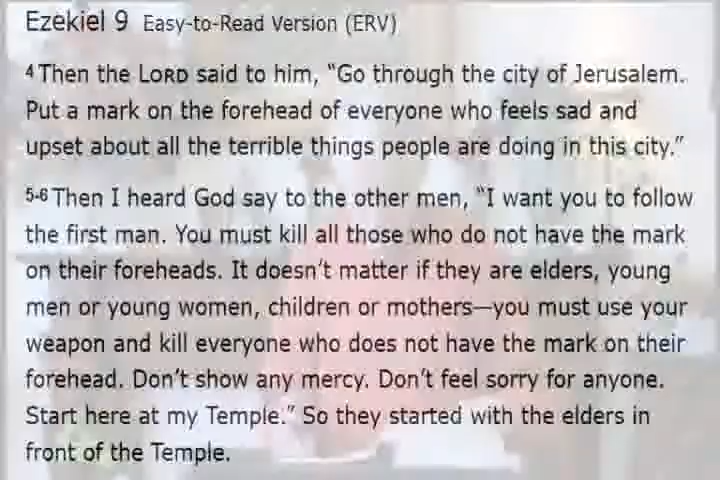 Ezekiel 9 Easy-to-Read Version (ERV)
4 Then the LORD said to him, “Go through the city of Jerusalem.
Put a mark on the forehead of everyone who feels sad and
upset about all the terrible things people are doing in this city.”
5-6 Then I heard God say to the other men, “I want you to follow
the first man. You must kill all those who do not have the mark
on their foreheads. It doesn’t matter if they are elders, young
men or young women, children or mothers—you must use your
weapon and kill everyone who does not have the mark on their
forehead. Don’t show any mercy. Don’t feel sorry for anyone.
Start here at my Temple.” So they started with the elders in
front of the Temple.